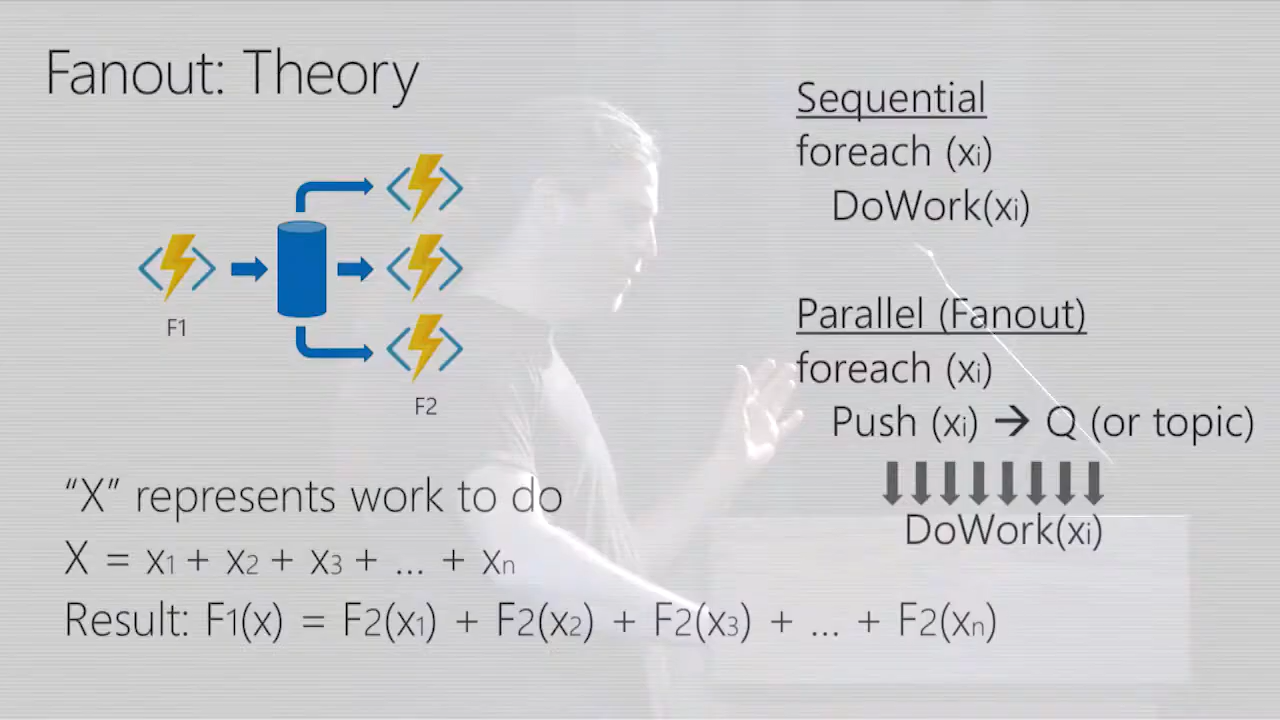 Fanout: Theory
F1
F2
"X" represents work to do
X = x1 + x2 + x3 + ... + xn
Result: F1(x) = F2(x1) + F2(x2) + F2(x3) + ... + F2(xn)
Sequential
foreach (xi)
DoWork(xi)
Parallel (Fanout)
foreach (xi)
Push (xi) → Q (or topic)
DoWork(xi)